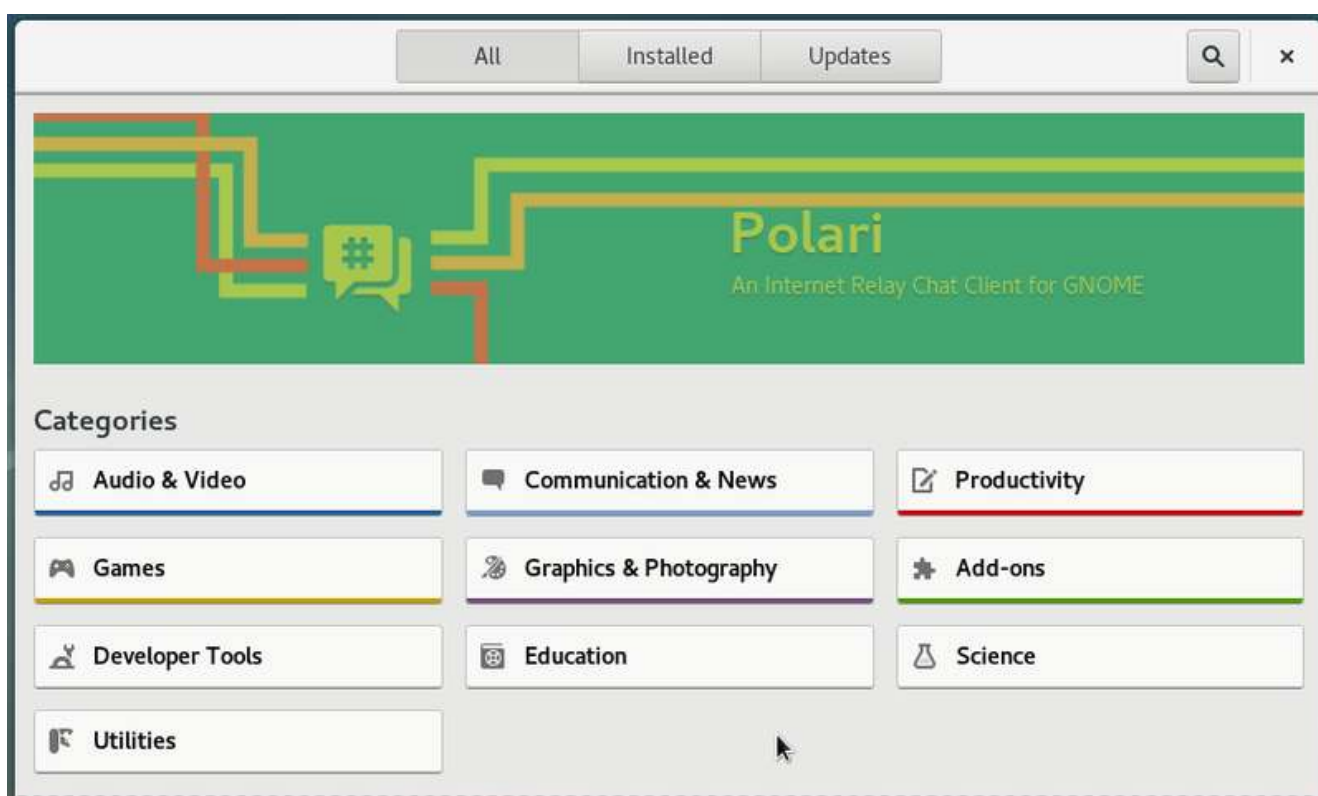 All Installed Updates
#
Polari
An Internet Relay Chat Client for GNOME
Categories
Audio & Video Communication & News Productivity
Games Graphics & Photography Add-ons
Developer Tools Education Science
Utilities